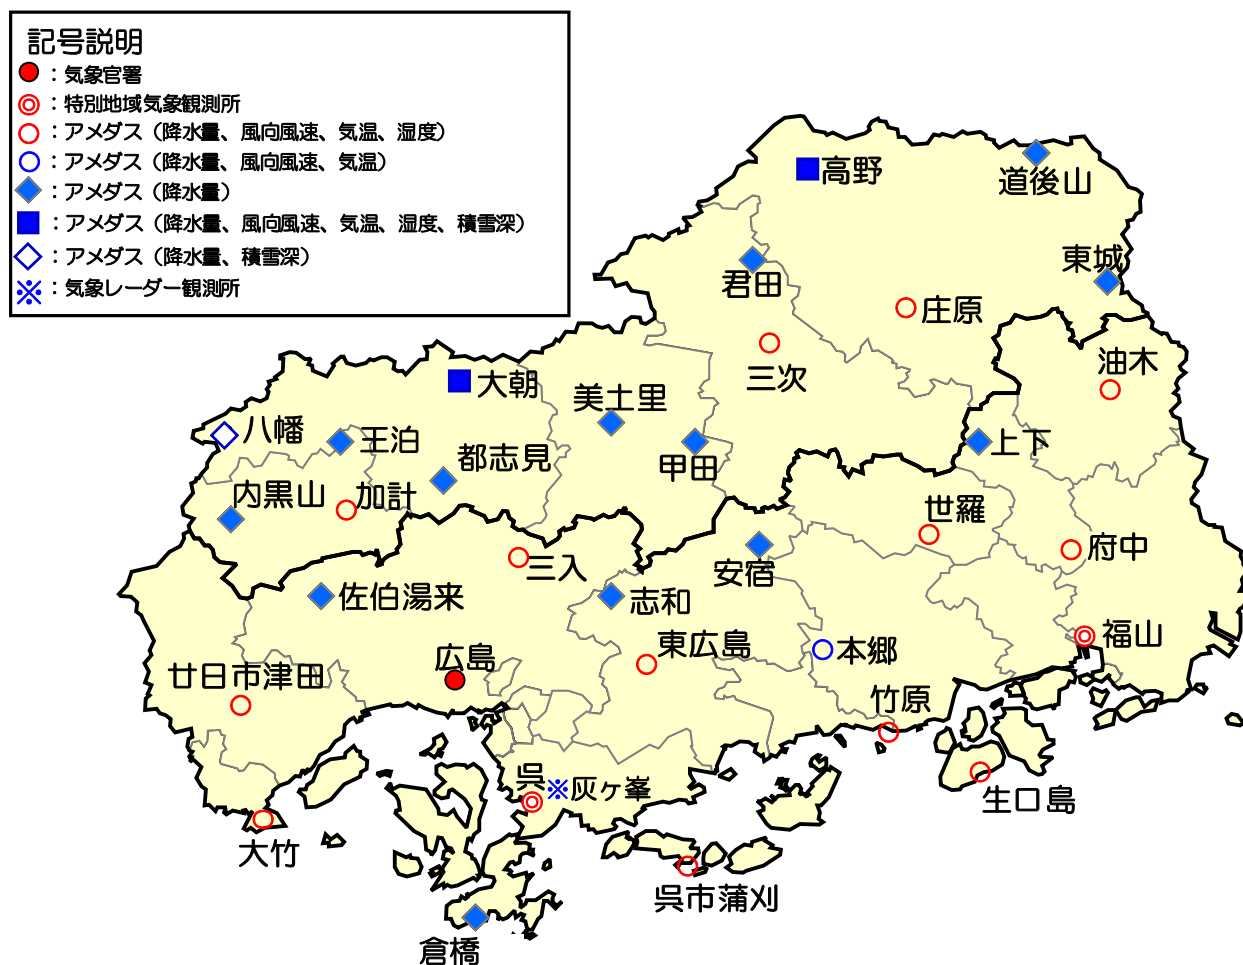 記号説明
：気象官署
：特別地域気象観測所
：アメダス（降水量、風向風速、気温、湿度）
：アメダス（降水量、風向風速、気温）
：アメダス（降水量）
：アメダス（降水量、風向風速、気温、湿度、積雪深）
：アメダス（降水量、積雪深）
※：気象レーダー観測所
高野
道後山
東城
君田
庄原
三次
油木
大朝
美土里
八幡
王泊
上下
都志見
甲田
内黒山
加計
世羅
府中
三入
安宿
佐伯湯来
志和
福山
東広島
本郷
広島
廿日市津田
竹原
呉
※灰ヶ峯
生口島
大竹
呉市蒲刈
倉橋